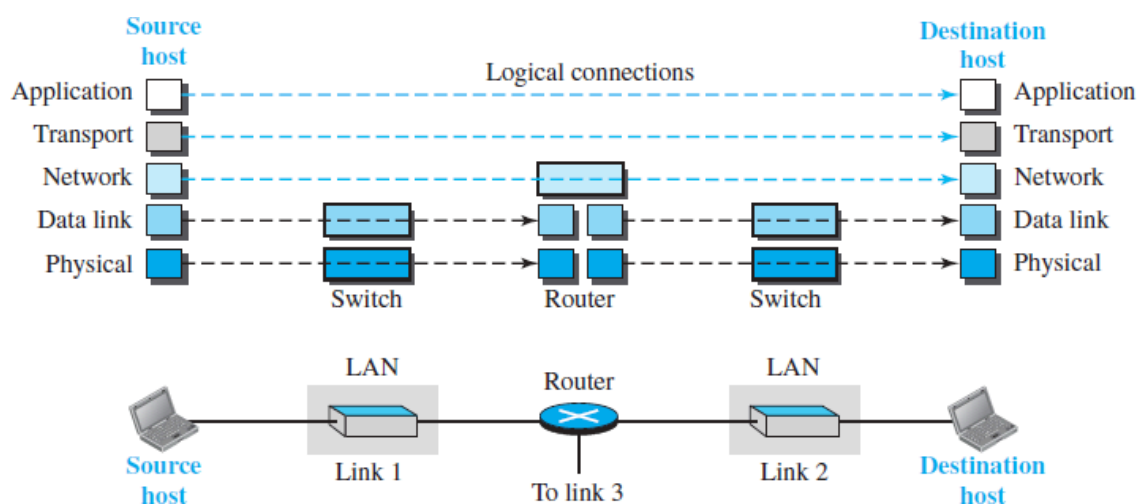 Source
host
Destination
host
Logical connections
Application
Application
Transport
Transport
Network
Network
Data link
Data link
Physical
Physical
Switch
Router
Switch
LAN
Router
LAN
Source
host
Link 1
To link 3
Link 2
Destination
host